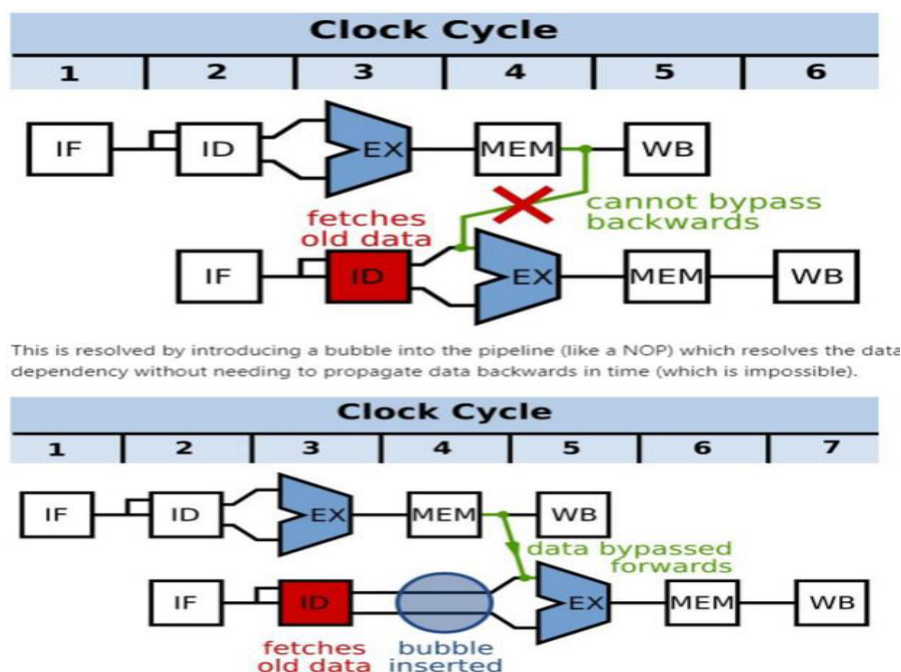 Clock Cycle
1 2 3 4 5 6
IF ID EX MEM WB
cannot bypass
backwards
fetches
old data
IF ID EX MEM WB
This is resolved by introducing a bubble into the pipeline (like a NOP) which resolves the data
dependency without needing to propagate data backwards in time (which is impossible).
Clock Cycle
1 2 3 4 5 6 7
IF ID EX MEM WB
data bypassed
forwards
IF ID EX MEM WB
fetches bubble
old data inserted